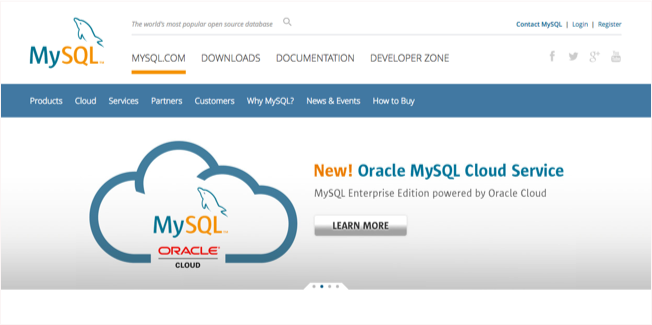 The world's most popular open source database
Contact MySQL | Login | Register
MySQL™
MYSQL.COM DOWNLOADS DOCUMENTATION DEVELOPER ZONE
Products Cloud Services Partners Customers Why MySQL? News & Events How to Buy
New! Oracle MySQL Cloud Service
MySQL Enterprise Edition powered by Oracle Cloud
LEARN MORE
MySQL™
ORACLE®
CLOUD